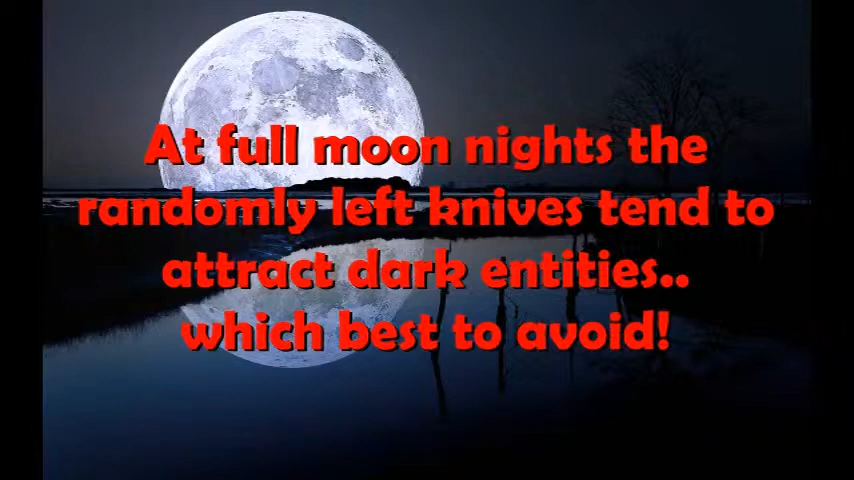 At full moon nights the
randomly left knives tend to
attract dark entities..
which best to avoid!